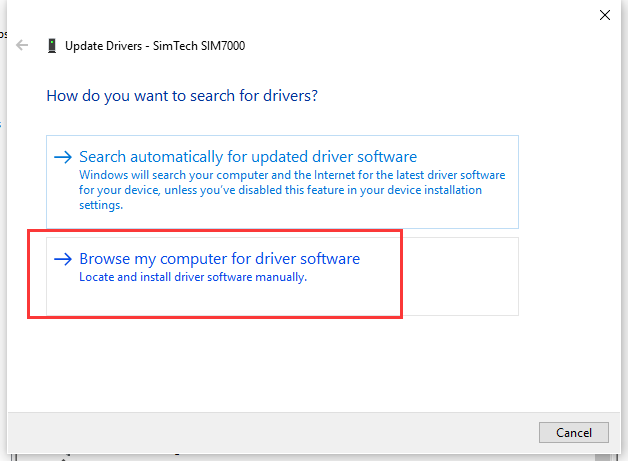 Update Drivers - SimTech SIM7000
How do you want to search for drivers?
Search automatically for updated driver software
Windows will search your computer and the Internet for the latest driver software
for your device, unless you've disabled this feature in your device installation
settings.
Browse my computer for driver software
Locate and install driver software manually.
Cancel